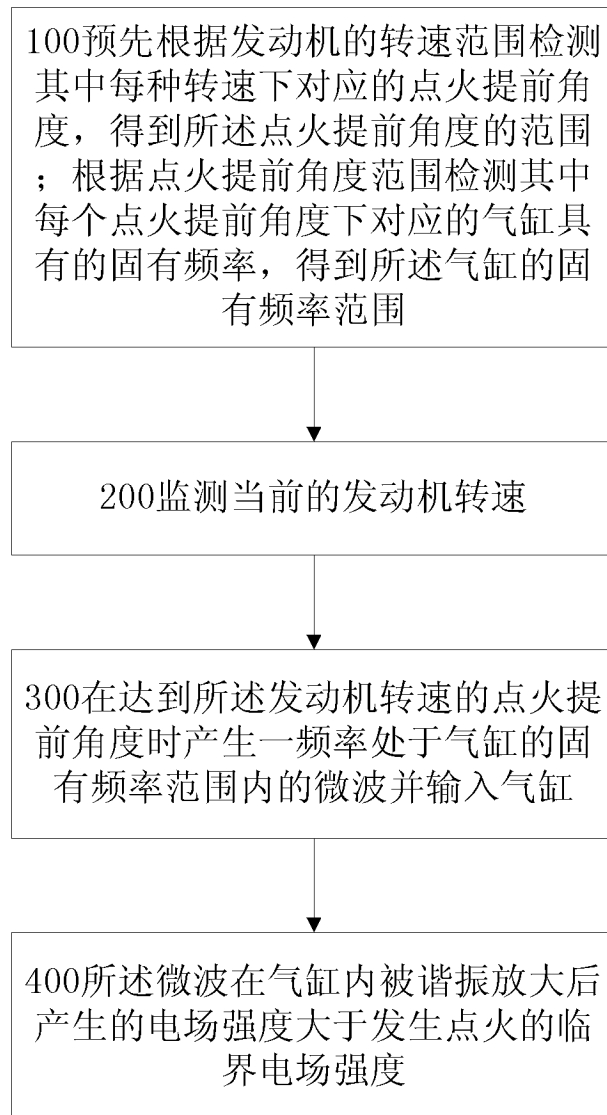 100预先根据发动机的转速范围检测
其中每种转速下对应的点火提前角
度，得到所述点火提前角度的范围
；根据点火提前角度范围检测其中
每个点火提前角度下对应的气缸具
有的固有频率，得到所述气缸的固
有频率范围
200监测当前的发动机转速
300在达到所述发动机转速的点火提
前角度时产生一频率处于气缸的固
有频率范围内的微波并输入气缸
400所述微波在气缸内被谐振放大后
产生的电场强度大于发生点火的临
界电场强度